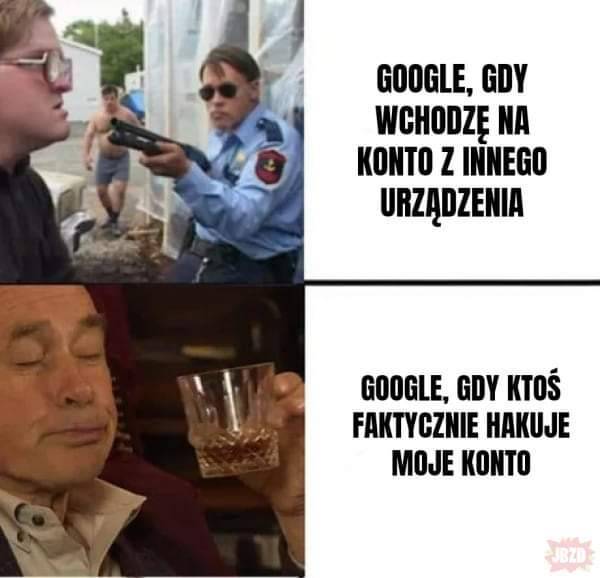 GOOGLE, GDY
WCHODZĘ NA
KONTO Z INNEGO
URZĄDZENIA
GOOGLE, GDY KTOŚ
FAKTYCZNIE HAKUJE
MOJE KONTO
JBZD